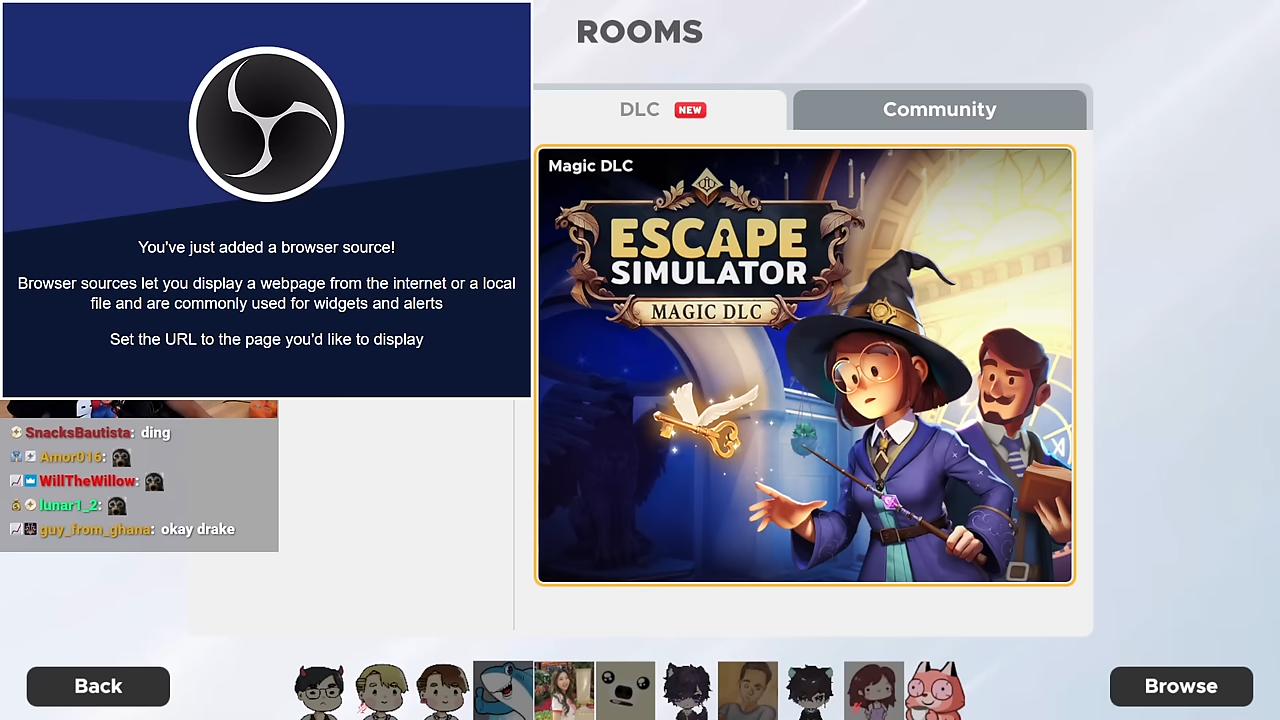 ROOMS
DLC NEW
Community
You've just added a browser source!
Browser sources let you display a webpage from the internet or a local
file and are commonly used for widgets and alerts
Set the URL to the page you'd like to display
Magic DLC
ESCAPE
SIMULATOR
MAGIC DLC
SnacksBautista: ding
Amor016:
WillTheWillow:
lunar1_2:
guy_from_ghana: okay drake
Back
Browse